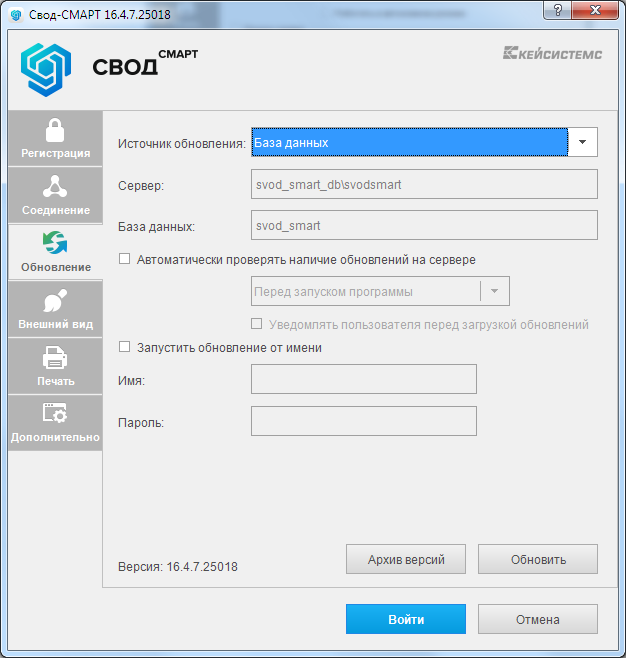 Свод-СМАРТ 16.4.7.25018
СВОД СМАРТ
КЕЙСИСТЕМС
Регистрация
Соединение
Обновление
Внешний вид
Печать
Дополнительно
Источник обновления: База данных
Сервер: svod_smart_db\svodsmart
База данных: svod_smart
Автоматически проверять наличие обновлений на сервере
Перед запуском программы
Уведомлять пользователя перед загрузкой обновлений
Запустить обновление от имени
Имя:
Пароль:
Версия: 16.4.7.25018 Архив версий Обновить
Войти Отмена